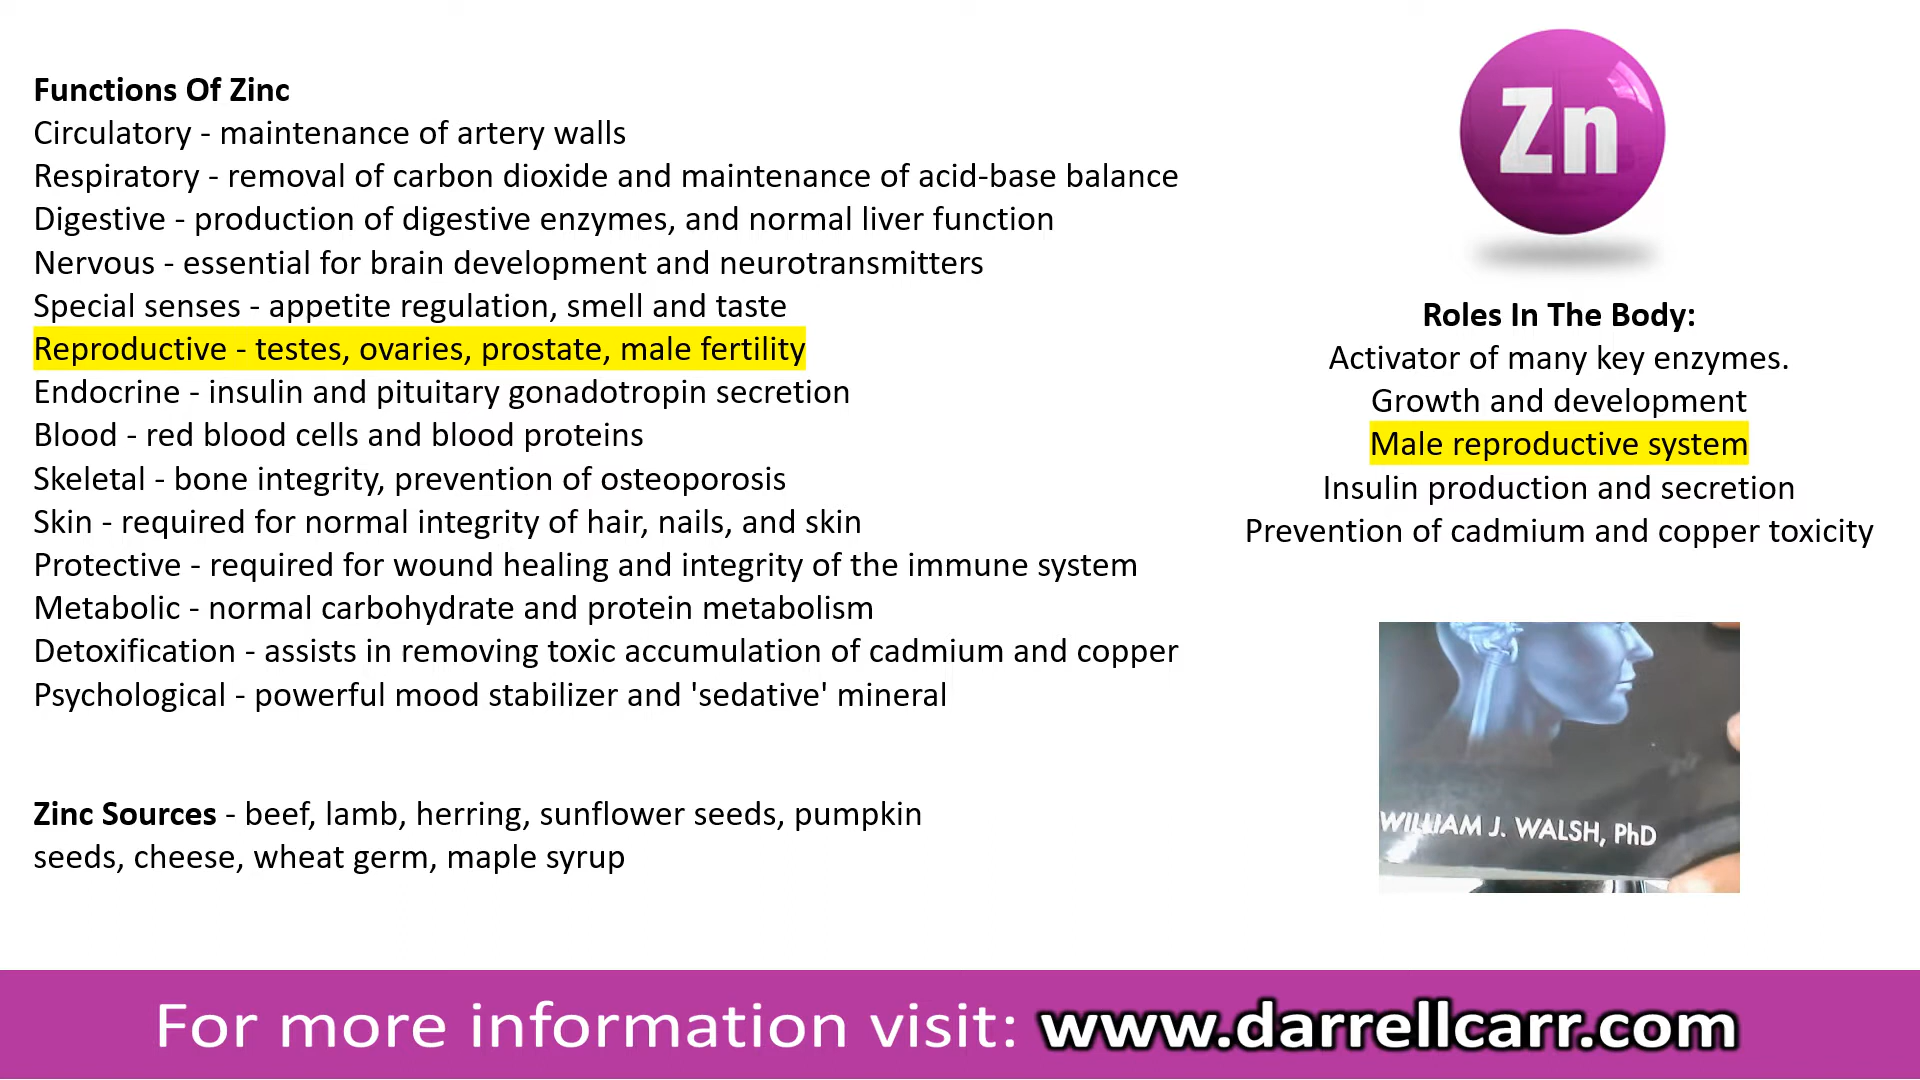 Functions Of Zinc
Circulatory - maintenance of artery walls
Respiratory - removal of carbon dioxide and maintenance of acid-base balance
Digestive - production of digestive enzymes, and normal liver function
Nervous - essential for brain development and neurotransmitters
Special senses - appetite regulation, smell and taste
Reproductive - testes, ovaries, prostate, male fertility
Endocrine - insulin and pituitary gonadotropin secretion
Blood - red blood cells and blood proteins
Skeletal - bone integrity, prevention of osteoporosis
Skin - required for normal integrity of hair, nails, and skin
Protective - required for wound healing and integrity of the immune system
Metabolic - normal carbohydrate and protein metabolism
Detoxification - assists in removing toxic accumulation of cadmium and copper
Psychological - powerful mood stabilizer and 'sedative' mineral
Zinc Sources - beef, lamb, herring, sunflower seeds, pumpkin
seeds, cheese, wheat germ, maple syrup
Zn
Roles In The Body:
Activator of many key enzymes.
Growth and development
Male reproductive system
Insulin production and secretion
Prevention of cadmium and copper toxicity
WILLIAM J. WALSH, PhD
For more information visit: www.darrellcarr.com